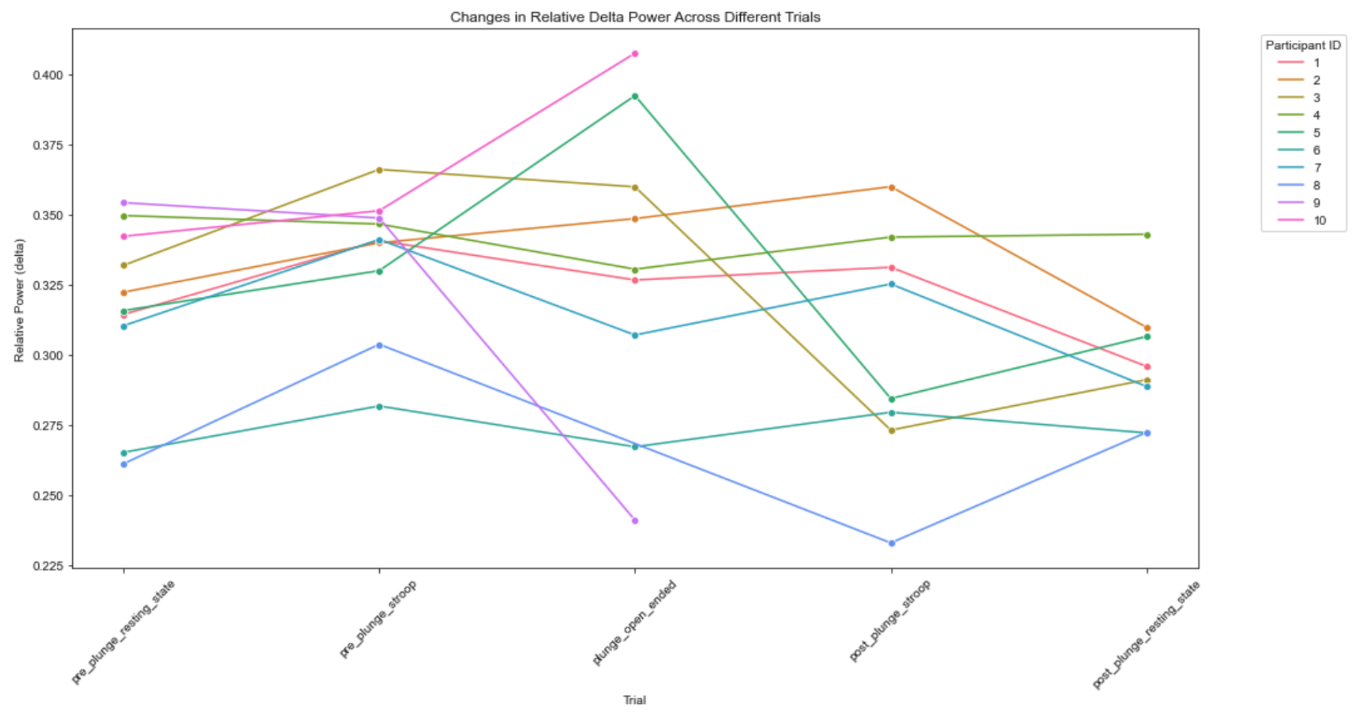 Changes in Relative Delta Power Across Different Trials
Participant ID
1
2
3
4
5
6
7
8
9
10
Relative Power (delta)
0.400
0.375
0.350
0.325
0.300
0.275
0.250
0.225
pre_plunge_resting_state
pre_plunge_stroop
plunge_open_ended
post_plunge_stroop
post_plunge_resting_state
Trial